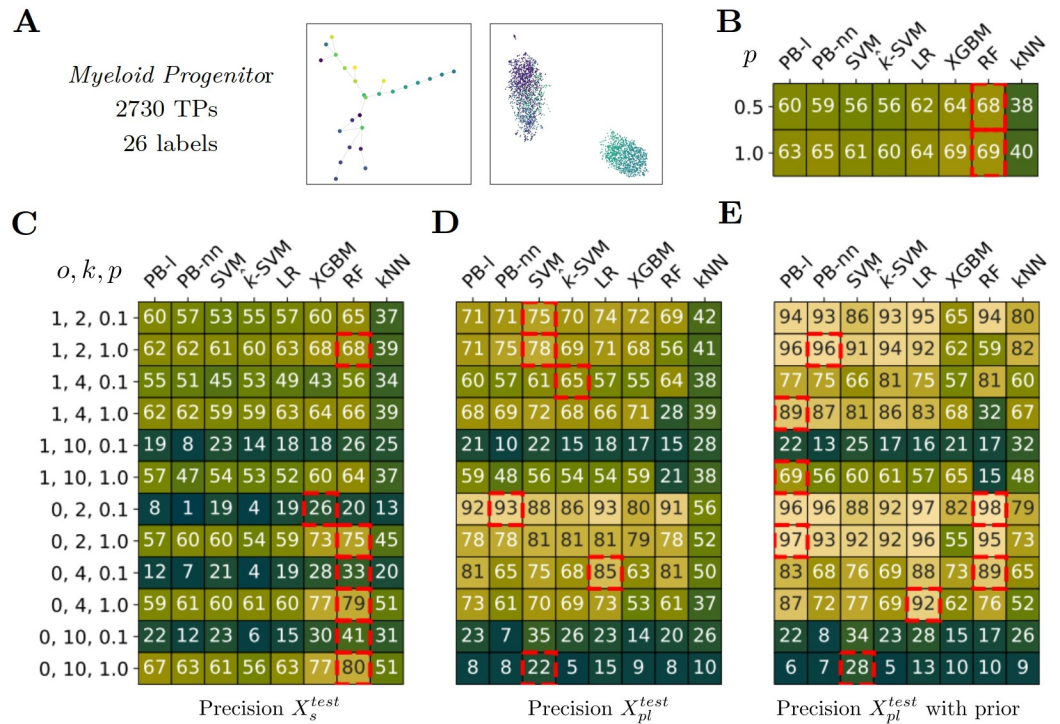 A
Myeloid Progenitor
2730 TPs
26 labels
B
p PB-l PB-nn SVM k-SVM LR XGBM RF kNN
0.5 60 59 56 56 62 64 68 38
1.0 63 65 61 60 64 69 69 40
C D E
o, k, p PB-l PB-nn SVM k-SVM LR XGBM RF kNN PB-l PB-nn SVM k-SVM LR XGBM RF kNN PB-l PB-nn SVM k-SVM LR XGBM RF kNN
1, 2, 0.1 60 57 53 55 57 60 65 37 71 71 75 70 74 72 69 42 94 93 86 93 95 65 94 80
1, 2, 1.0 62 62 61 60 63 68 68 39 71 75 78 69 71 68 56 41 96 96 91 94 92 62 59 82
1, 4, 0.1 55 51 45 53 49 43 56 34 60 57 61 65 57 55 64 38 77 75 66 81 75 57 81 60
1, 4, 1.0 62 62 59 59 63 64 66 39 68 69 72 68 66 71 28 39 89 87 81 86 83 68 32 67
1, 10, 0.1 19 8 23 14 18 18 26 25 21 10 22 15 18 17 15 28 22 13 25 17 16 21 17 32
1, 10, 1.0 57 47 54 53 52 60 64 37 59 48 56 54 54 59 21 38 69 56 60 61 57 65 15 48
0, 2, 0.1 8 1 19 4 19 26 20 13 92 93 88 86 93 80 91 56 96 96 88 92 97 82 98 79
0, 2, 1.0 57 60 60 54 59 73 75 45 78 78 81 81 81 79 78 52 97 93 92 92 96 55 95 73
0, 4, 0.1 12 7 21 4 19 28 33 20 81 65 75 68 85 63 81 50 83 68 76 69 88 73 89 65
0, 4, 1.0 59 61 60 61 60 77 79 51 73 61 70 69 73 53 61 37 87 72 77 69 92 62 76 52
0, 10, 0.1 22 12 23 6 15 30 41 31 23 7 35 26 23 14 20 26 22 8 34 23 28 15 17 26
0, 10, 1.0 67 63 61 56 63 77 80 51 8 8 22 5 15 9 8 10 6 7 28 5 13 10 10 9
Precision X_s^test Precision X_pl^test Precision X_pl^test with prior